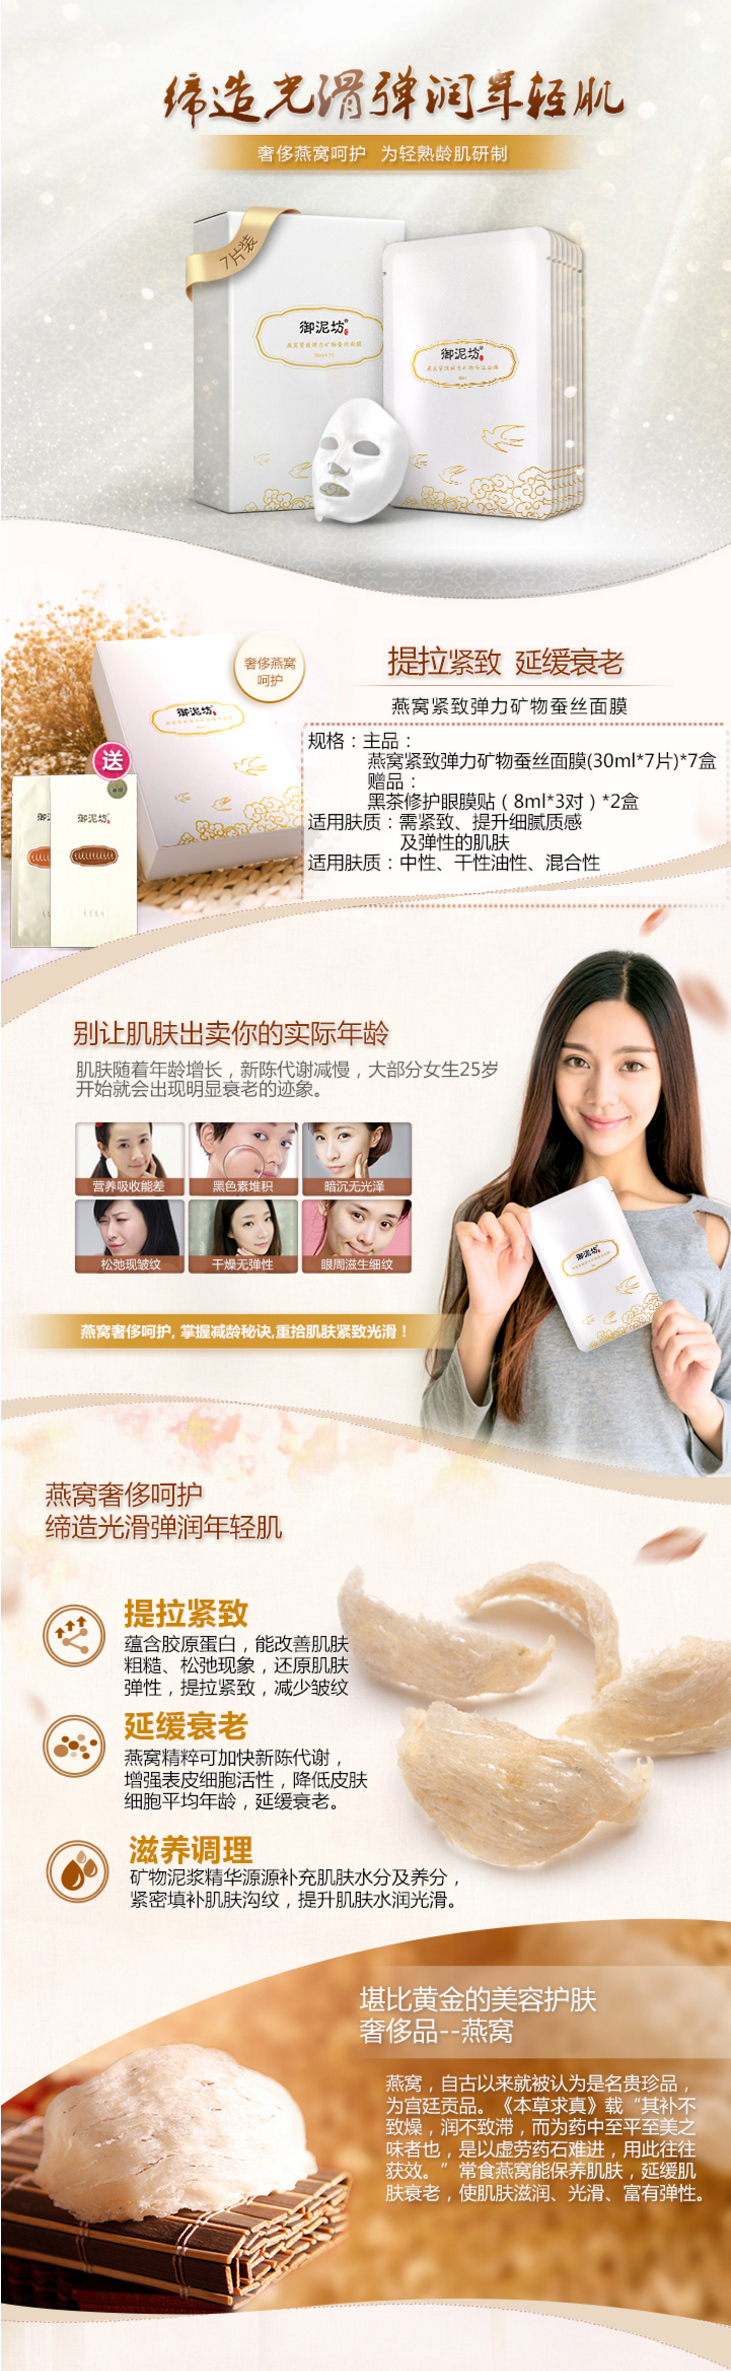 缔造光滑弹润年轻肌
奢侈燕窝呵护 为轻熟龄肌研制
7片装
御泥坊
御泥坊
提拉紧致 延缓衰老
燕窝紧致弹力矿物蚕丝面膜
奢侈燕窝
呵护
御泥坊
送
御泥坊
规格：主品：
燕窝紧致弹力矿物蚕丝面膜(30ml*7片)*7盒
赠品：
黑茶修护眼膜贴（8ml*3对）*2盒
适用肤质：需紧致、提升细腻质感
及弹性的肌肤
适用肤质：中性、干性油性、混合性
别让肌肤出卖你的实际年龄
肌肤随着年龄增长，新陈代谢减慢，大部分女生25岁
开始就会出现明显衰老的迹象。
营养吸收能差 黑色素堆积 暗沉无光泽
松弛现皱纹 干燥无弹性 眼周滋生细纹
御泥坊
燕窝奢侈呵护, 掌握减龄秘诀,重拾肌肤紧致光滑！
燕窝奢侈呵护
缔造光滑弹润年轻肌
提拉紧致
蕴含胶原蛋白，能改善肌肤
粗糙、松弛现象，还原肌肤
弹性，提拉紧致，减少皱纹
延缓衰老
燕窝精粹可加快新陈代谢，
增强表皮细胞活性，降低皮肤
细胞平均年龄，延缓衰老。
滋养调理
矿物泥浆精华源源补充肌肤水分及养分，
紧密填补肌肤沟纹，提升肌肤水润光滑。
堪比黄金的美容护肤
奢侈品--燕窝
燕窝，自古以来就被认为是名贵珍品，
为宫廷贡品。《本草求真》载“其补不
致燥，润不致滞，而为药中至平至美之
味者也，是以虚劳药石难进，用此往往
获效。”常食燕窝能保养肌肤，延缓肌
肤衰老，使肌肤滋润、光滑、富有弹性。